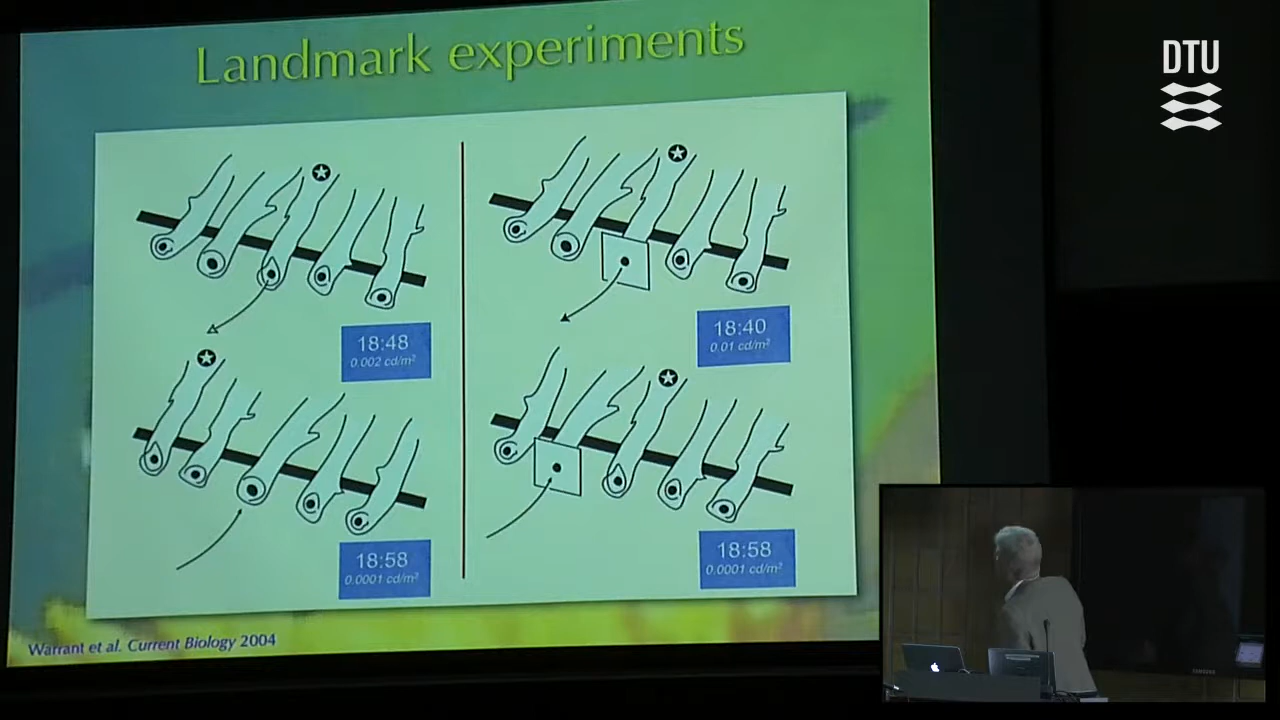 Landmark experiments
DTU
18:48
0.002 cd/m²
18:40
0.01 cd/m²
18:58
0.0001 cd/m²
18:58
0.0001 cd/m²
Warrant et al. Current Biology 2004